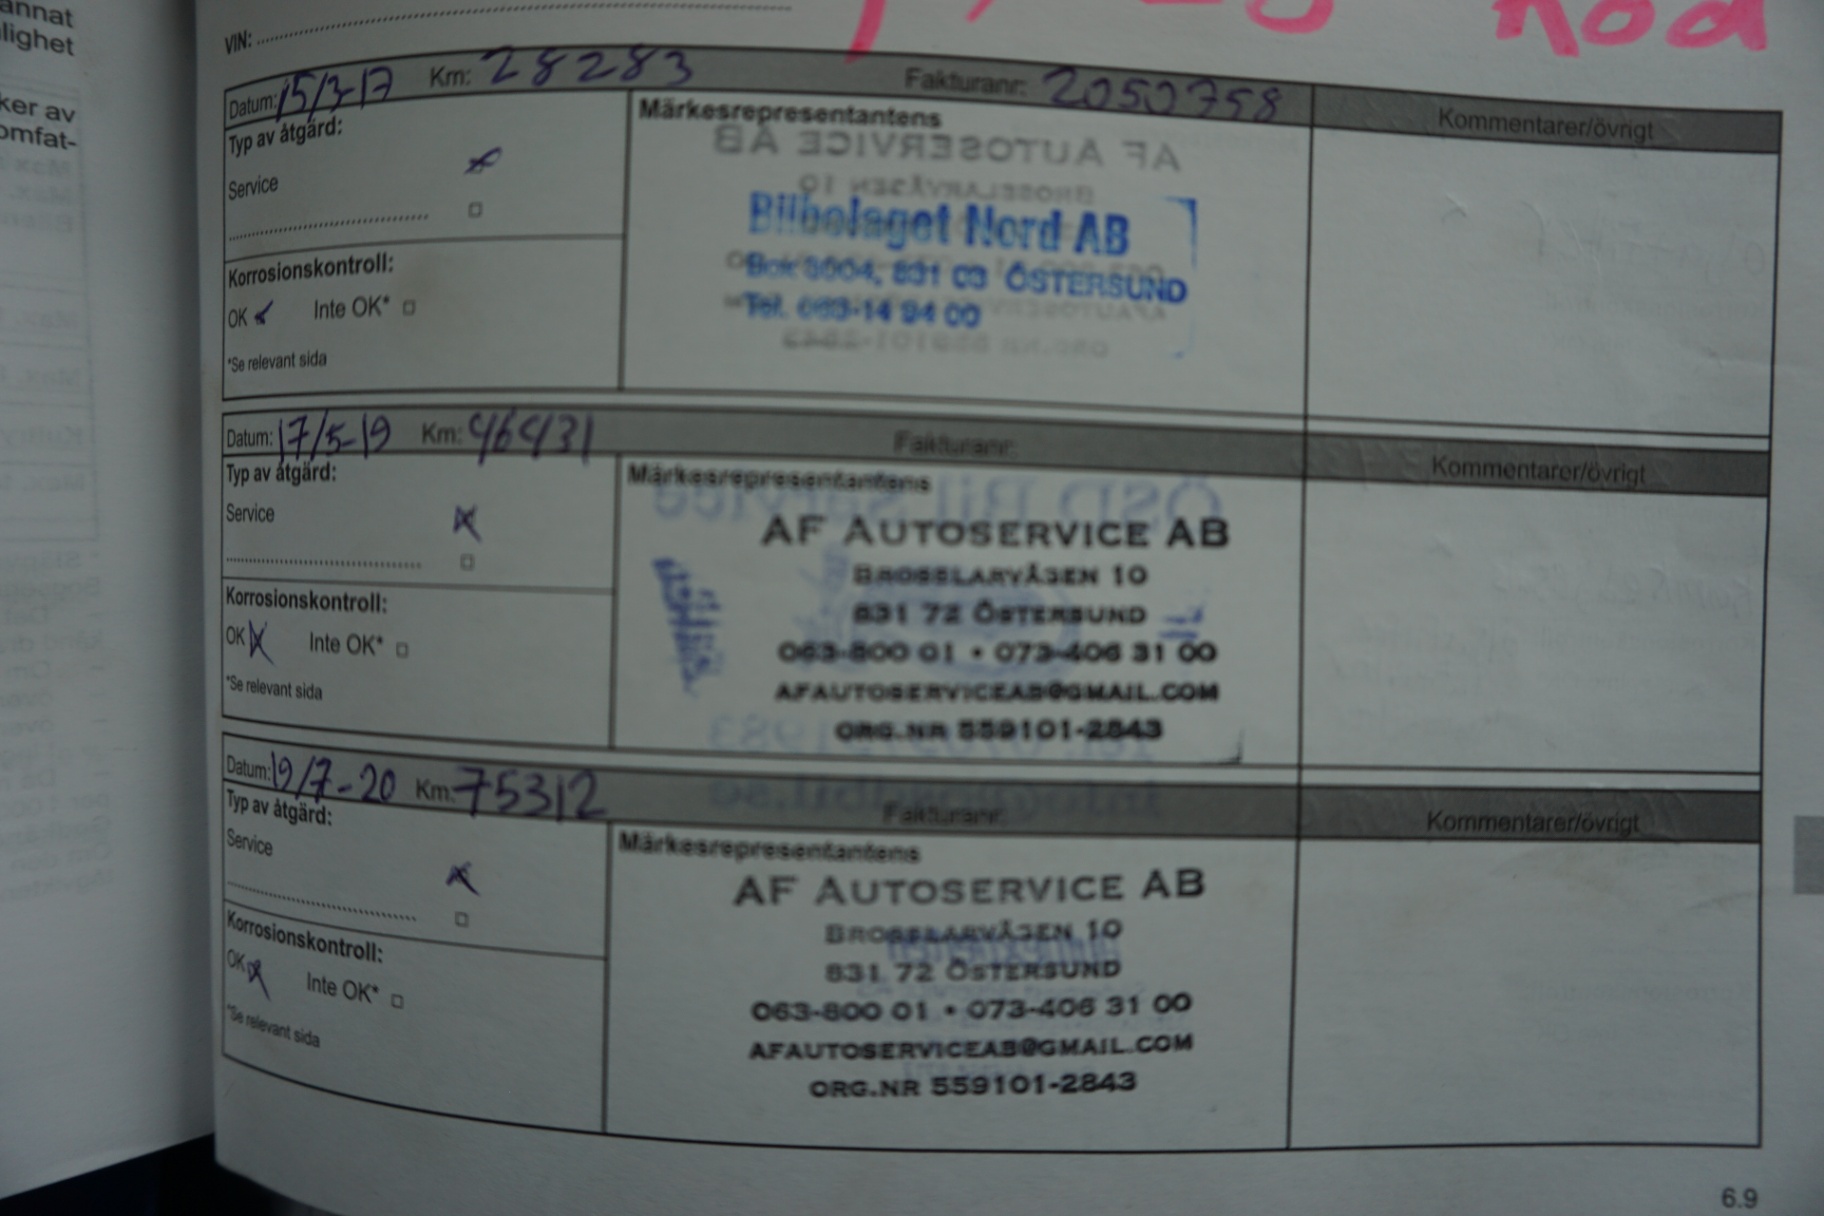 annat
lighet
ker av
omfat-
Kod
VIN:
Datum: 15/3-17 Km: 28283 Fakturanr: 2050758 Kommentarer/övrigt
Typ av åtgärd:
Service
Märkesrepresentantens
Bilbolaget Nord AB
Box 3004, 831 03 ÖSTERSUND
Tel. 063-14 94 00
Korrosionskontroll:
OK Inte OK*
*Se relevant sida
Datum: 17/5-19 Km: 46431 Fakturanr: Kommentarer/övrigt
Typ av åtgärd:
Service
Märkesrepresentantens
AF AUTOSERVICE AB
831 72 ÖSTERSUND
063-800 01 • 073-406 31 00
AFAUTOSERVICEAB@GMAIL.COM
ORG.NR 559101-2843
Korrosionskontroll:
OK Inte OK*
*Se relevant sida
Datum: 19/7-20 Km: 75312 Fakturanr: Kommentarer/övrigt
Typ av åtgärd:
Service
Märkesrepresentantens
AF AUTOSERVICE AB
831 72 ÖSTERSUND
063-800 01 • 073-406 31 00
AFAUTOSERVICEAB@GMAIL.COM
ORG.NR 559101-2843
Korrosionskontroll:
OK Inte OK*
*Se relevant sida
6.9